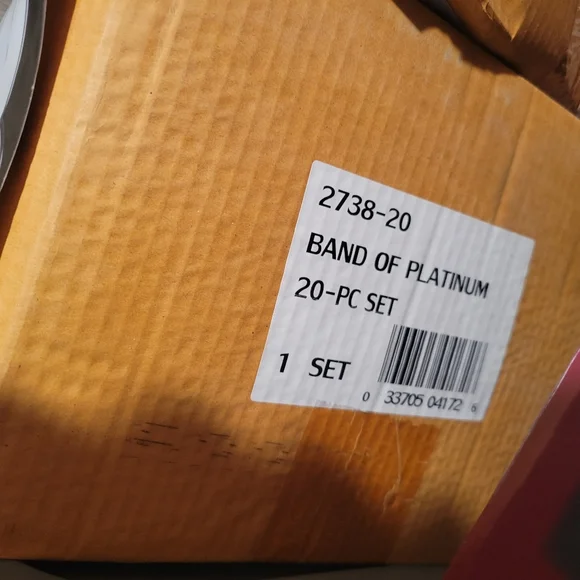 2738-20
BAND OF PLATINUM
20-PC SET
1 SET
0 33705 04172 6